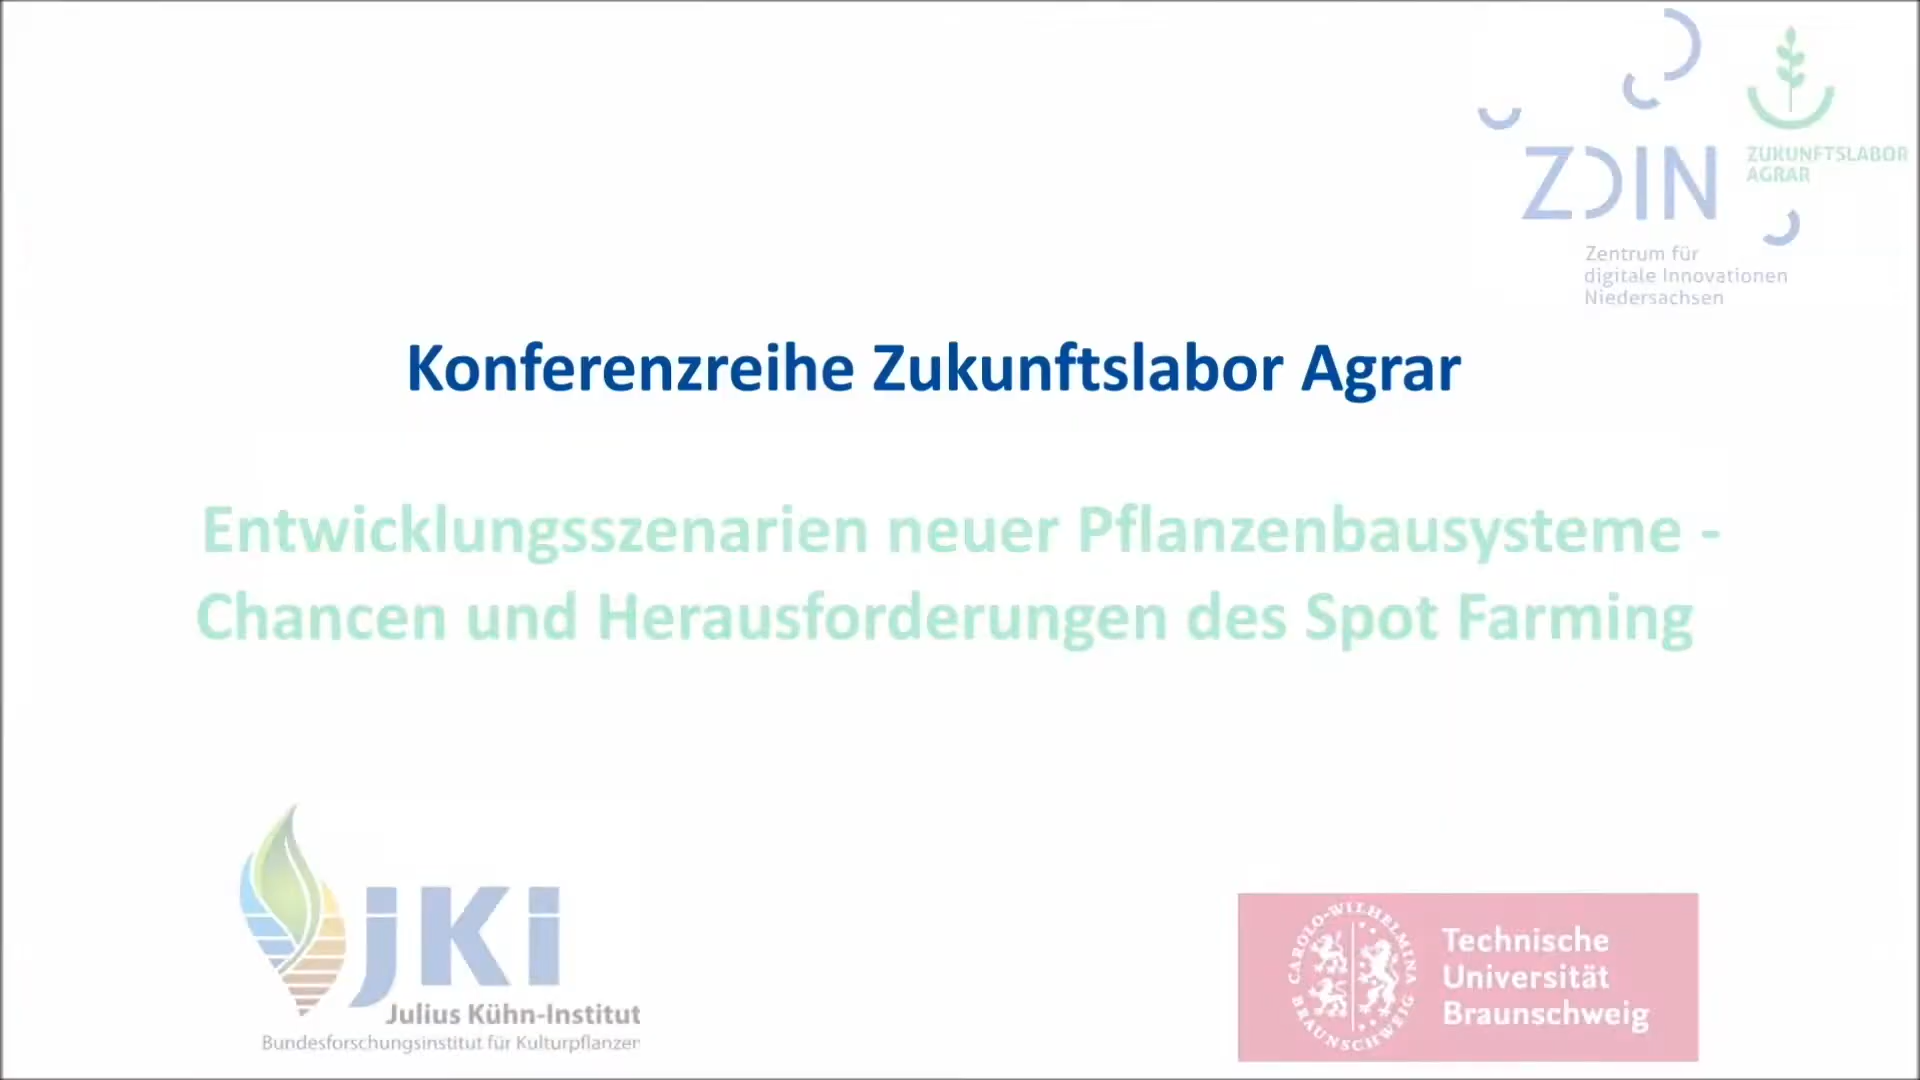 ZDIN
ZUKUNFTSLABOR
AGRAR
Zentrum für
digitale Innovationen
Niedersachsen
Konferenzreihe Zukunftslabor Agrar
Entwicklungsszenarien neuer Pflanzenbausysteme -
Chancen und Herausforderungen des Spot Farming
jKi
Julius Kühn-Institut
Bundesforschungsinstitut für Kulturpflanzen
CAROLO-WILHELMINA
BRAUNSCHWEIG
Technische
Universität
Braunschweig